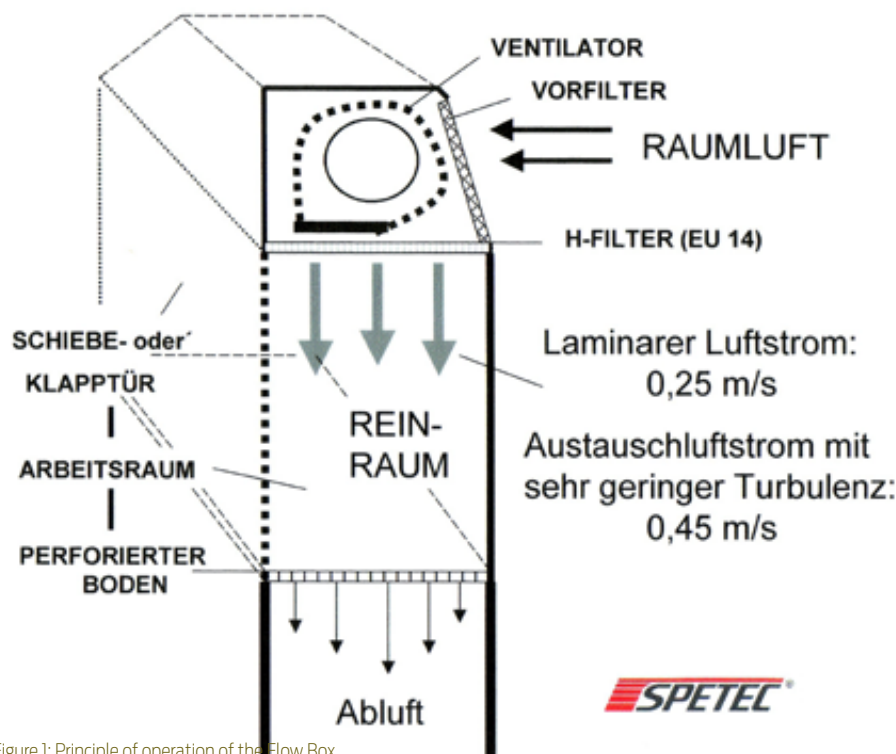 VENTILATOR
VORFILTER
RAUMLUFT
H-FILTER (EU 14)
SCHIEBE- oder´
KLAPPTÜR
Laminarer Luftstrom:
0,25 m/s
REIN-
RAUM
Austauschluftstrom mit
sehr geringer Turbulenz:
0,45 m/s
ARBEITSRAUM
PERFORIERTER
BODEN
Abluft
SPETEC®
Figure 1: Principle of operation of the Flow Box